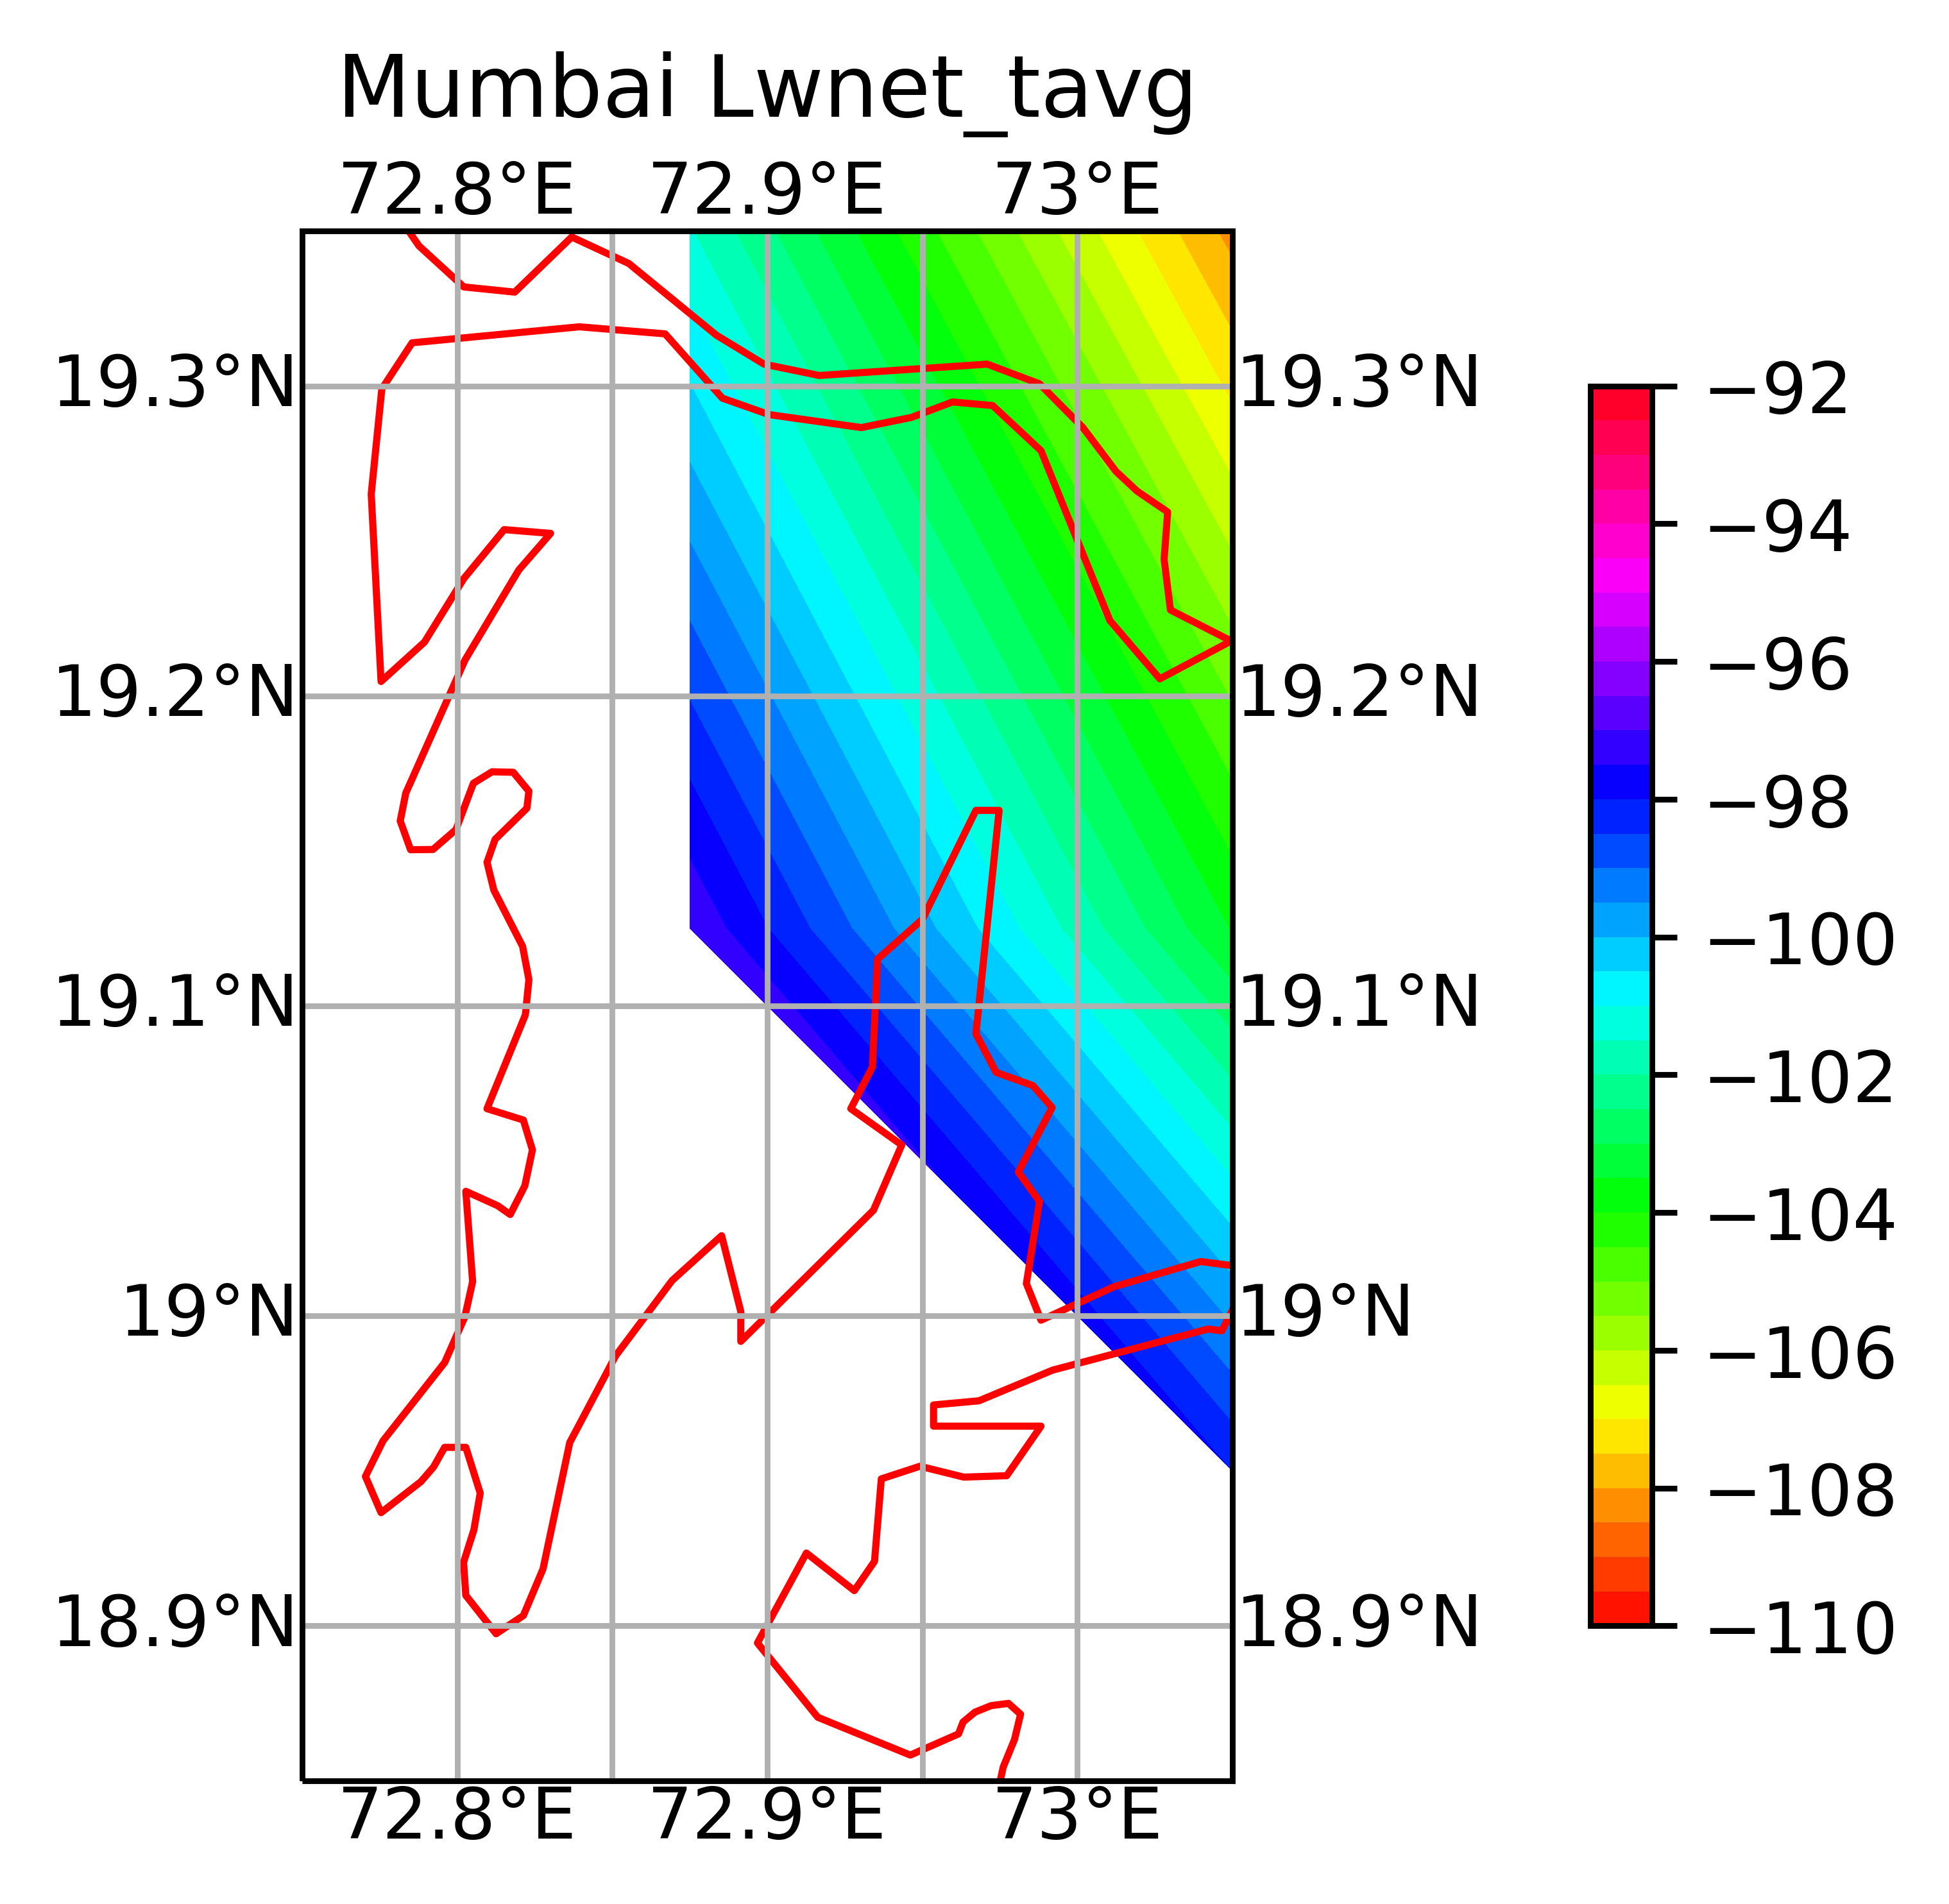 Mumbai Lwnet_tavg
72.8°E 72.9°E 73°E
19.3°N 19.3°N
−92
−94
19.2°N 19.2°N
−96
−98
−100
19.1°N 19.1°N
−102
−104
19°N 19°N
−106
−108
18.9°N 18.9°N
−110
72.8°E 72.9°E 73°E